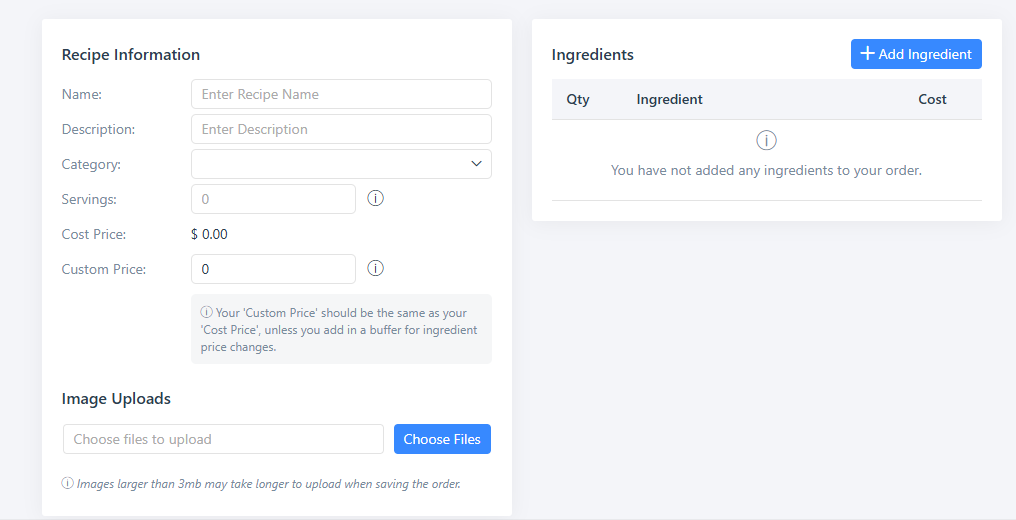 Recipe Information
Name:
Enter Recipe Name
Description:
Enter Description
Category:
Servings:
0
Cost Price:
$ 0.00
Custom Price:
0
Your 'Custom Price' should be the same as your
'Cost Price', unless you add in a buffer for ingredient
price changes.
Image Uploads
Choose files to upload
Choose Files
Images larger than 3mb may take longer to upload when saving the order.
Ingredients
Add Ingredient
Qty
Ingredient
Cost
You have not added any ingredients to your order.